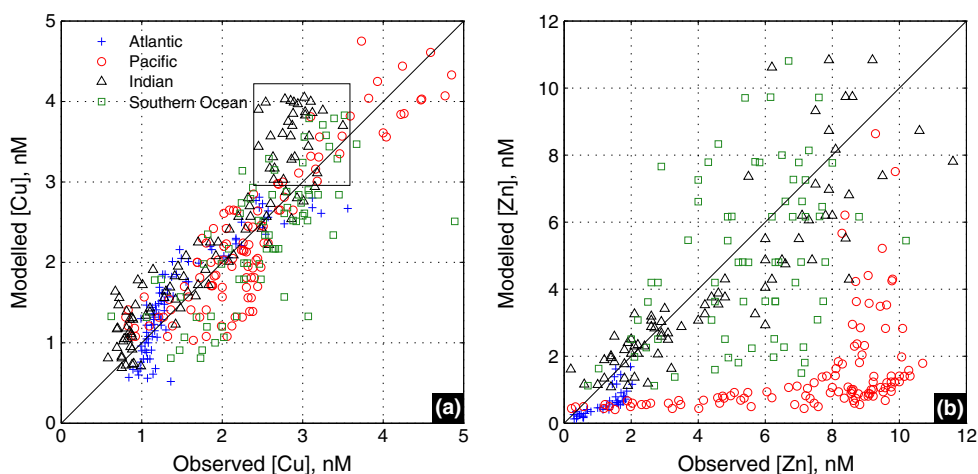 5
4
3
2
1
0
Modelled [Cu], nM
Atlantic
Pacific
Indian
Southern Ocean
(a)
0 1 2 3 4 5
Observed [Cu], nM
12
10
8
6
4
2
0
Modelled [Zn], nM
(b)
0 2 4 6 8 10 12
Observed [Zn], nM